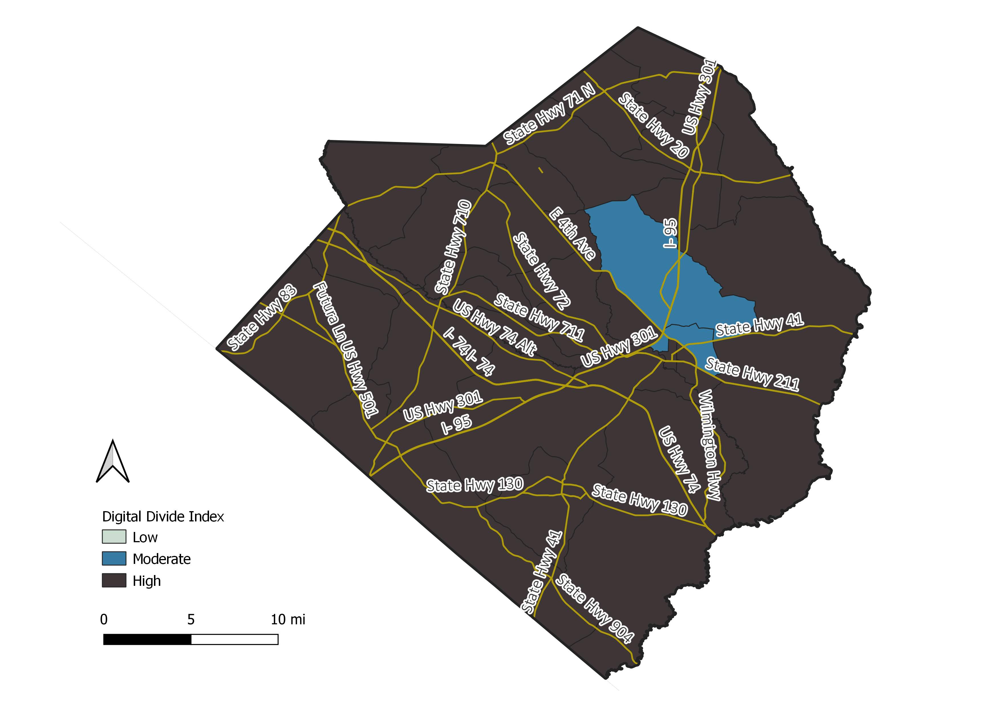 US Hwy 301
State Hwy 71 N
State Hwy 20
State Hwy 710
E 4th Ave
I- 95
State Hwy 72
State Hwy 83
Futura Ln US Hwy 501
US Hwy 74 Alt
State Hwy 711
I- 74 I- 74
US Hwy 301
State Hwy 41
State Hwy 211
US Hwy 301
I- 95
Wilmington Hwy
US Hwy 74
State Hwy 130
State Hwy 130
State Hwy 41
State Hwy 904
Digital Divide Index
Low
Moderate
High
0 5 10 mi